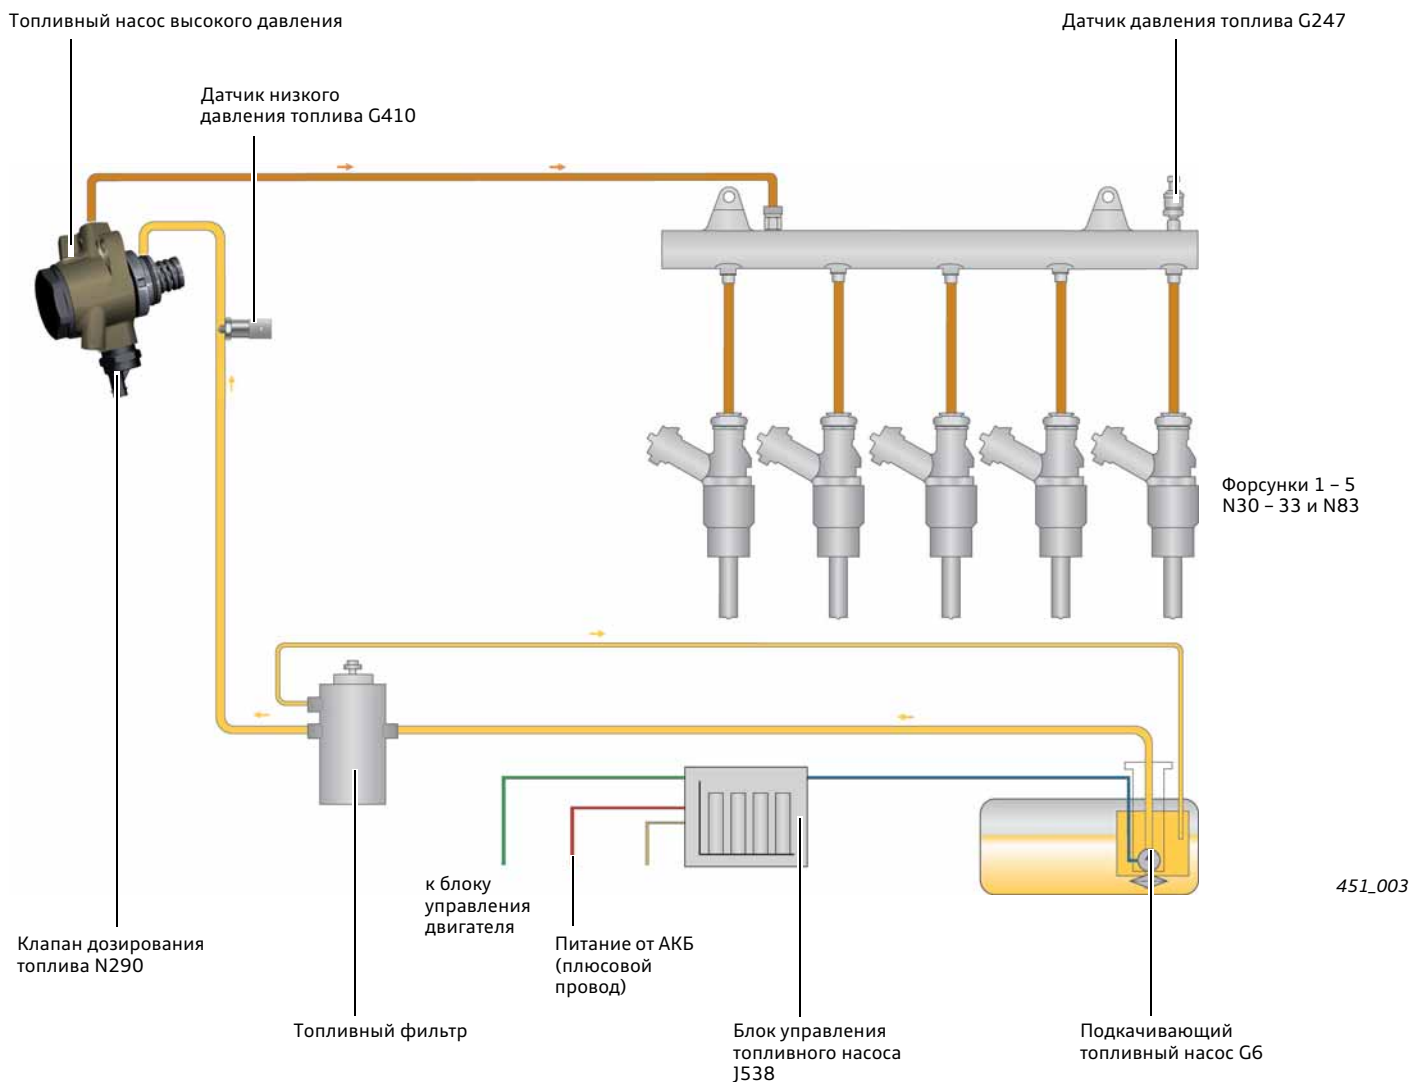 Топливный насос высокого давления
Датчик давления топлива G247
Датчик низкого
давления топлива G410
Форсунки 1 – 5
N30 – 33 и N83
к блоку
управления
двигателя
451_003
Клапан дозирования
топлива N290
Питание от АКБ
(плюсовой
провод)
Топливный фильтр
Блок управления
топливного насоса
J538
Подкачивающий
топливный насос G6